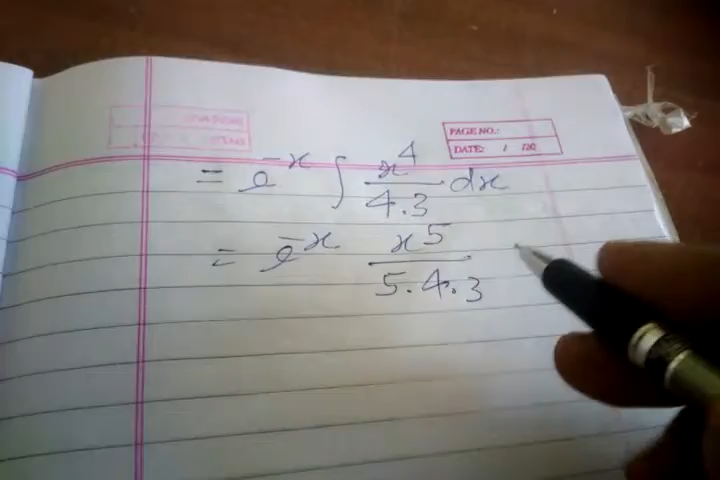 PAGE NO.:
DATE: / /20
= e^-x ∫ x^4/4.3 dx
= e^-x x^5/5.4.3